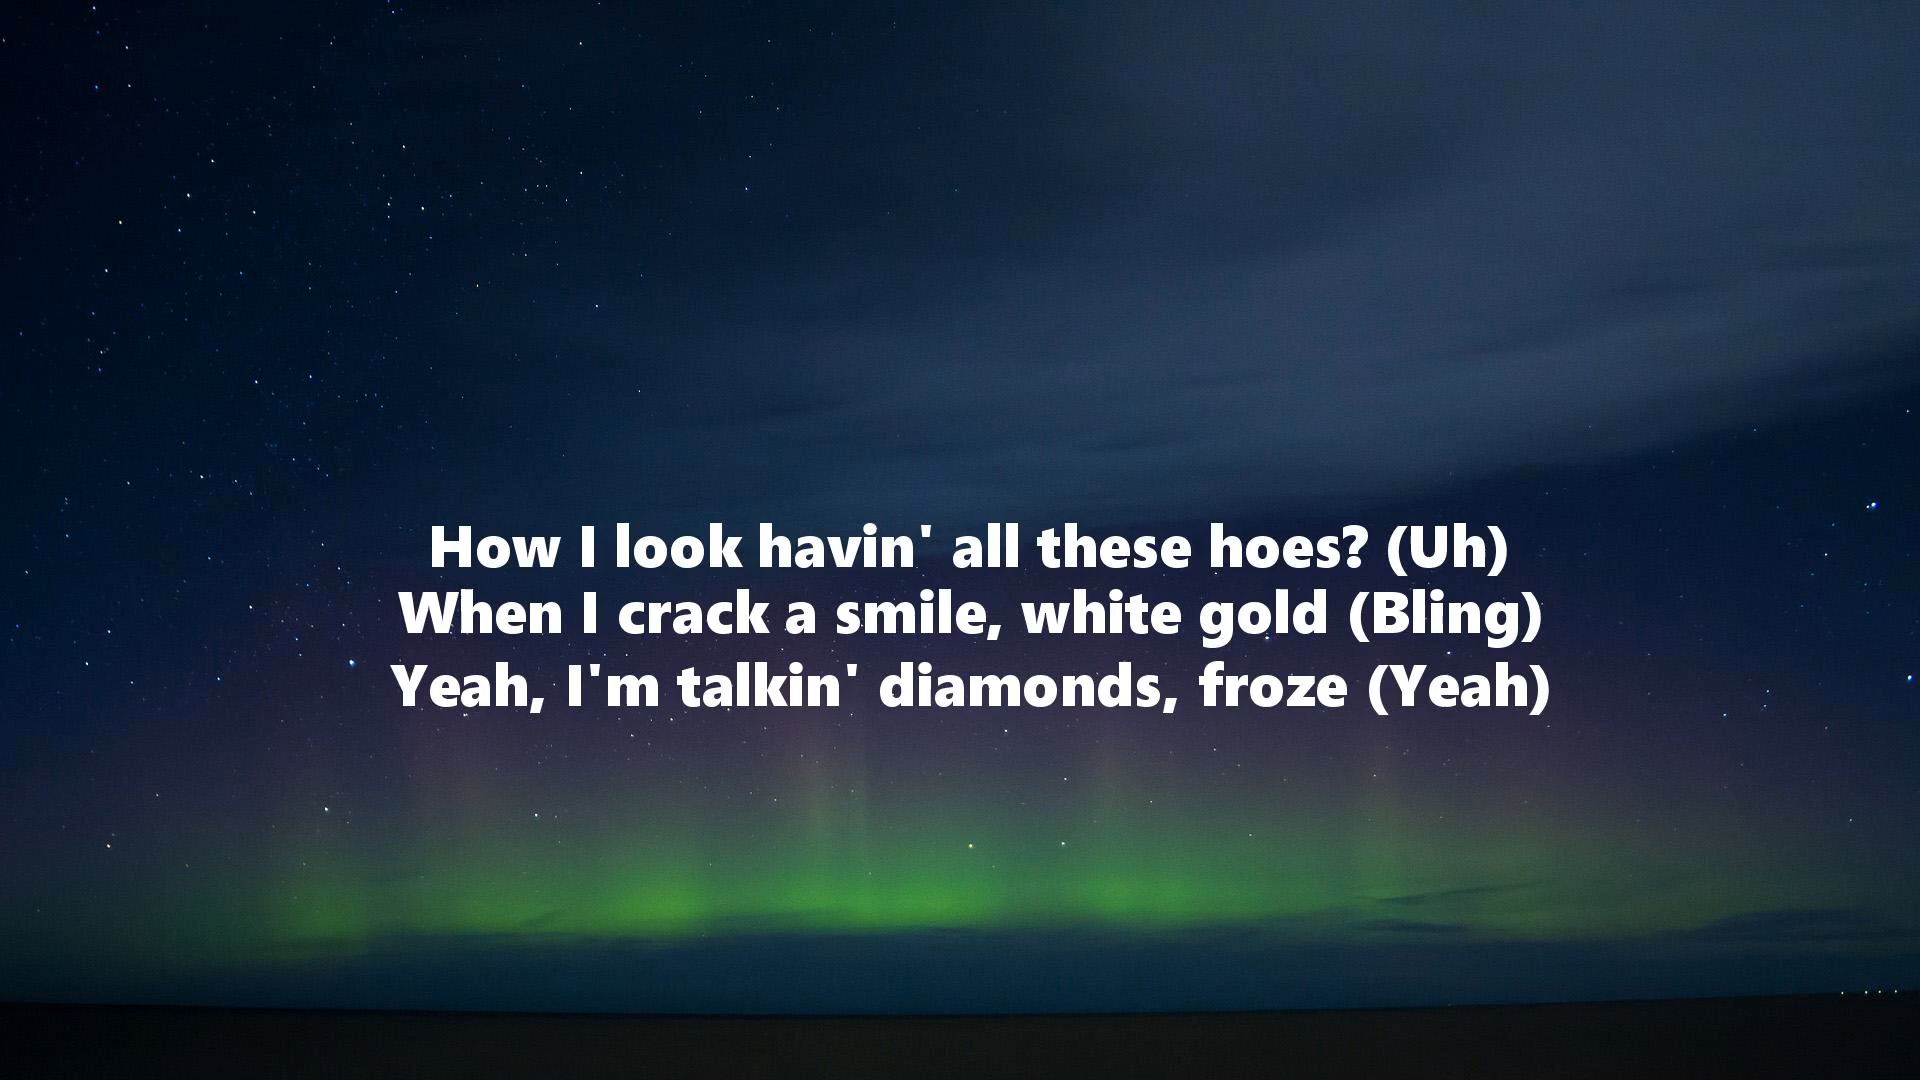 How I look havin' all these hoes? (Uh)
When I crack a smile, white gold (Bling)
Yeah, I'm talkin' diamonds, froze (Yeah)